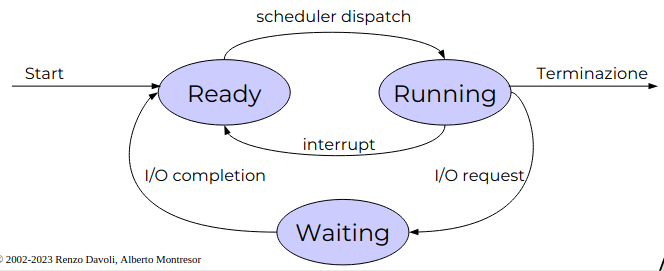 scheduler dispatch
Start
Terminazione
Ready
Running
interrupt
I/O completion
I/O request
Waiting
2002-2023 Renzo Davoli, Alberto Montresor